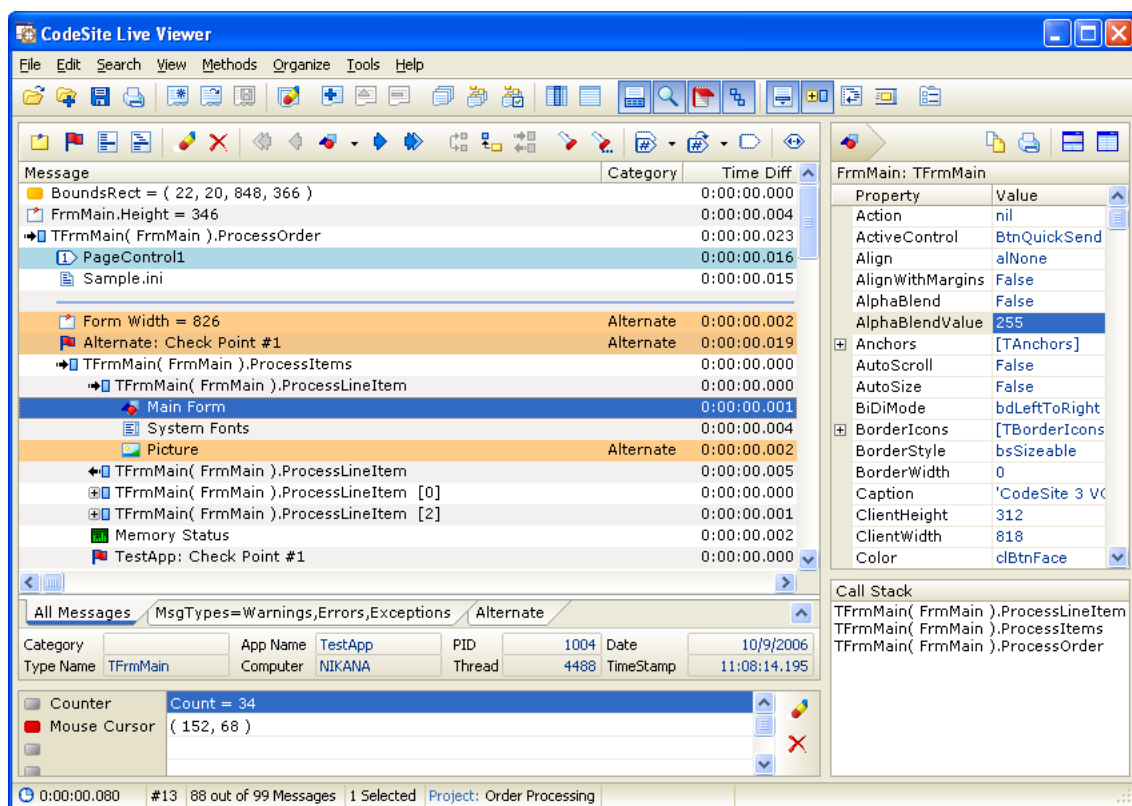 CodeSite Live Viewer
File Edit Search View Methods Organize Tools Help
Message Category Time Diff
BoundsRect = ( 22, 20, 848, 366 ) 0:00:00.000
FrmMain.Height = 346 0:00:00.004
TFrmMain( FrmMain ).ProcessOrder 0:00:00.023
1 PageControl1 0:00:00.016
Sample.ini 0:00:00.015
Form Width = 826 Alternate 0:00:00.002
Alternate: Check Point #1 Alternate 0:00:00.019
TFrmMain( FrmMain ).ProcessItems 0:00:00.000
TFrmMain( FrmMain ).ProcessLineItem 0:00:00.000
Main Form 0:00:00.001
System Fonts 0:00:00.004
Picture Alternate 0:00:00.002
TFrmMain( FrmMain ).ProcessLineItem 0:00:00.005
TFrmMain( FrmMain ).ProcessLineItem [0] 0:00:00.000
TFrmMain( FrmMain ).ProcessLineItem [2] 0:00:00.001
Memory Status 0:00:00.002
TestApp: Check Point #1 0:00:00.000
All Messages MsgTypes=Warnings,Errors,Exceptions Alternate
Category App Name TestApp PID 1004 Date 10/9/2006
Type Name TFrmMain Computer NIKANA Thread 4488 TimeStamp 11:08:14.195
Counter Count = 34
Mouse Cursor ( 152, 68 )
FrmMain: TFrmMain
Property Value
Action nil
ActiveControl BtnQuickSend
Align alNone
AlignWithMargins False
AlphaBlend False
AlphaBlendValue 255
Anchors [TAnchors]
AutoScroll False
AutoSize False
BiDiMode bdLeftToRight
BorderIcons [TBorderIcons
BorderStyle bsSizeable
BorderWidth 0
Caption 'CodeSite 3 VC
ClientHeight 312
ClientWidth 818
Color clBtnFace
Call Stack
TFrmMain( FrmMain ).ProcessLineItem
TFrmMain( FrmMain ).ProcessItems
TFrmMain( FrmMain ).ProcessOrder
0:00:00.080 #13 88 out of 99 Messages 1 Selected Project: Order Processing